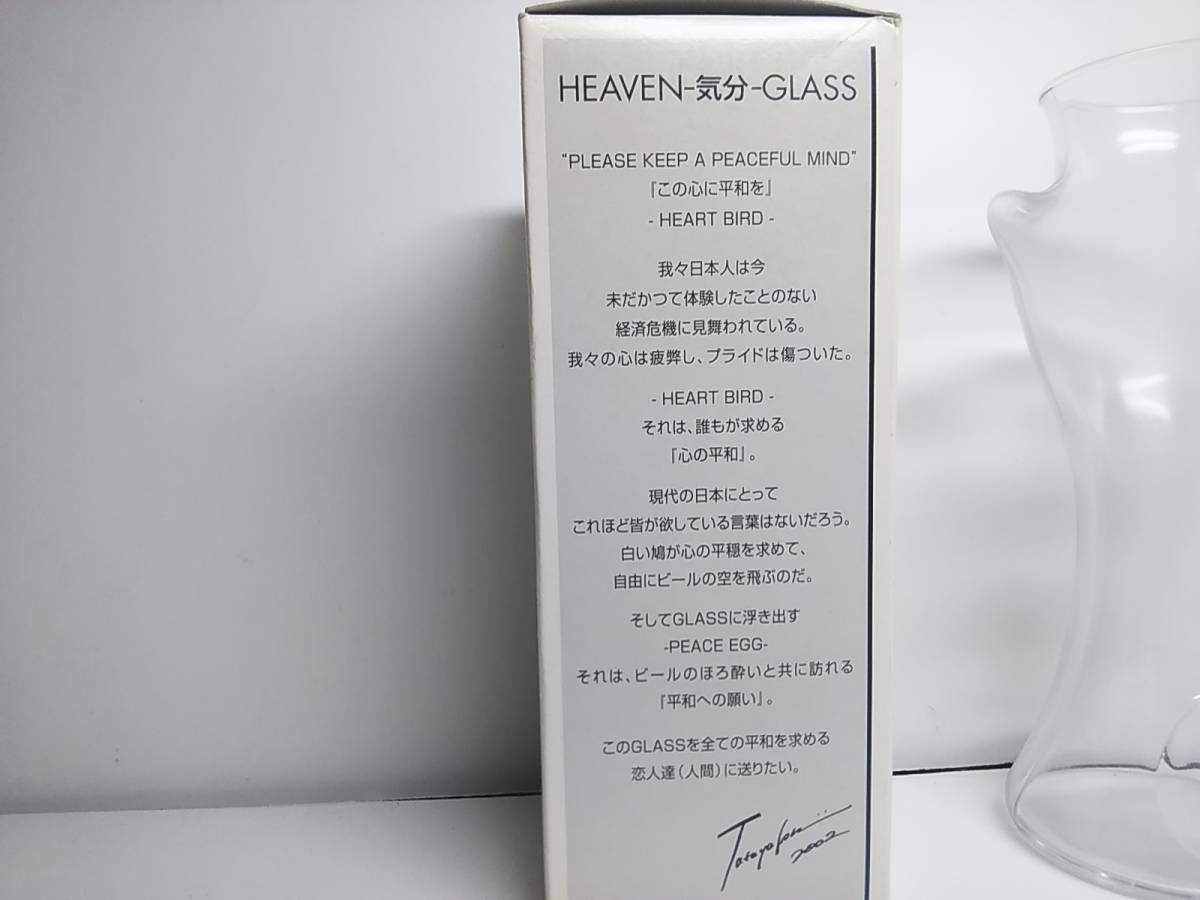 HEAVEN-気分-GLASS
"PLEASE KEEP A PEACEFUL MIND"
『この心に平和を』
- HEART BIRD -
我々日本人は今
未だかつて体験したことのない
経済危機に見舞われている。
我々の心は疲弊し、プライドは傷ついた。
- HEART BIRD -
それは、誰もが求める
『心の平和』。
現代の日本にとって
これほど皆が欲している言葉はないだろう。
白い鳩が心の平穏を求めて、
自由にビールの空を飛ぶのだ。
そしてGLASSに浮き出す
-PEACE EGG-
それは、ビールのほろ酔いと共に訪れる
『平和への願い』。
このGLASSを全ての平和を求める
恋人達（人間）に送りたい。
2002